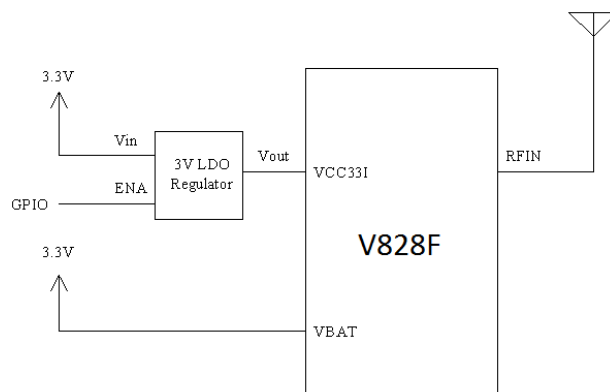 3.3V
Vin
3V LDO
Regulator
Vout
VCC33I
RFIN
ENA
GPIO
V828F
3.3V
VBAT